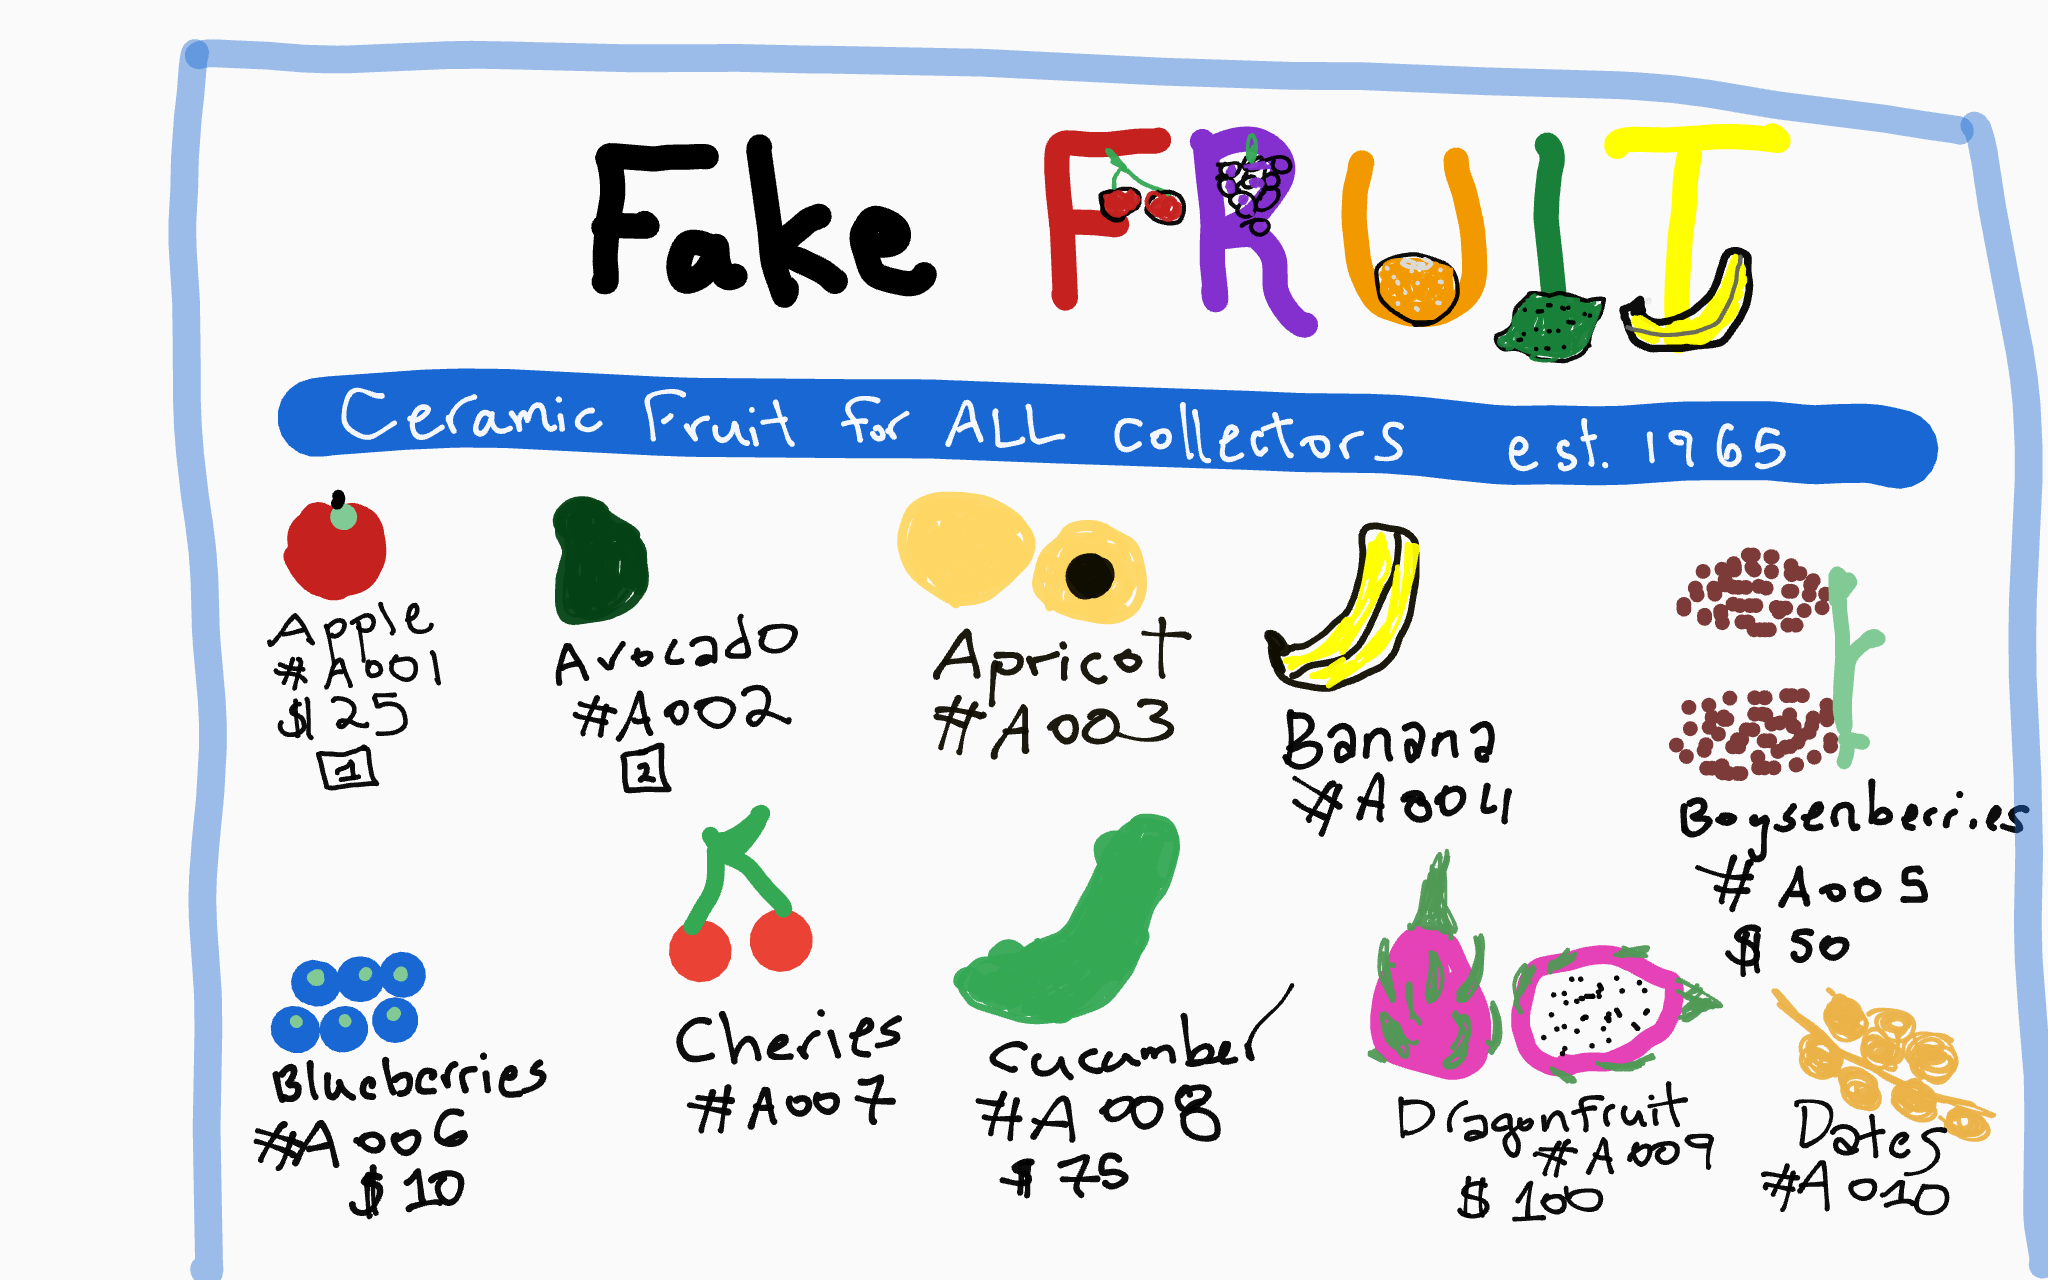 Fake FRUIT
Ceramic Fruit for ALL collectors est. 1965
Apple
#A001
$125
1
Avocado
#A002
2
Apricot
#A003
Banana
#A004
Boysenberries
#A005
$50
Blueberries
#A006
$10
Cheries
#A007
Cucumber
#A008
$75
Dragonfruit
#A009
$100
Dates
#A010